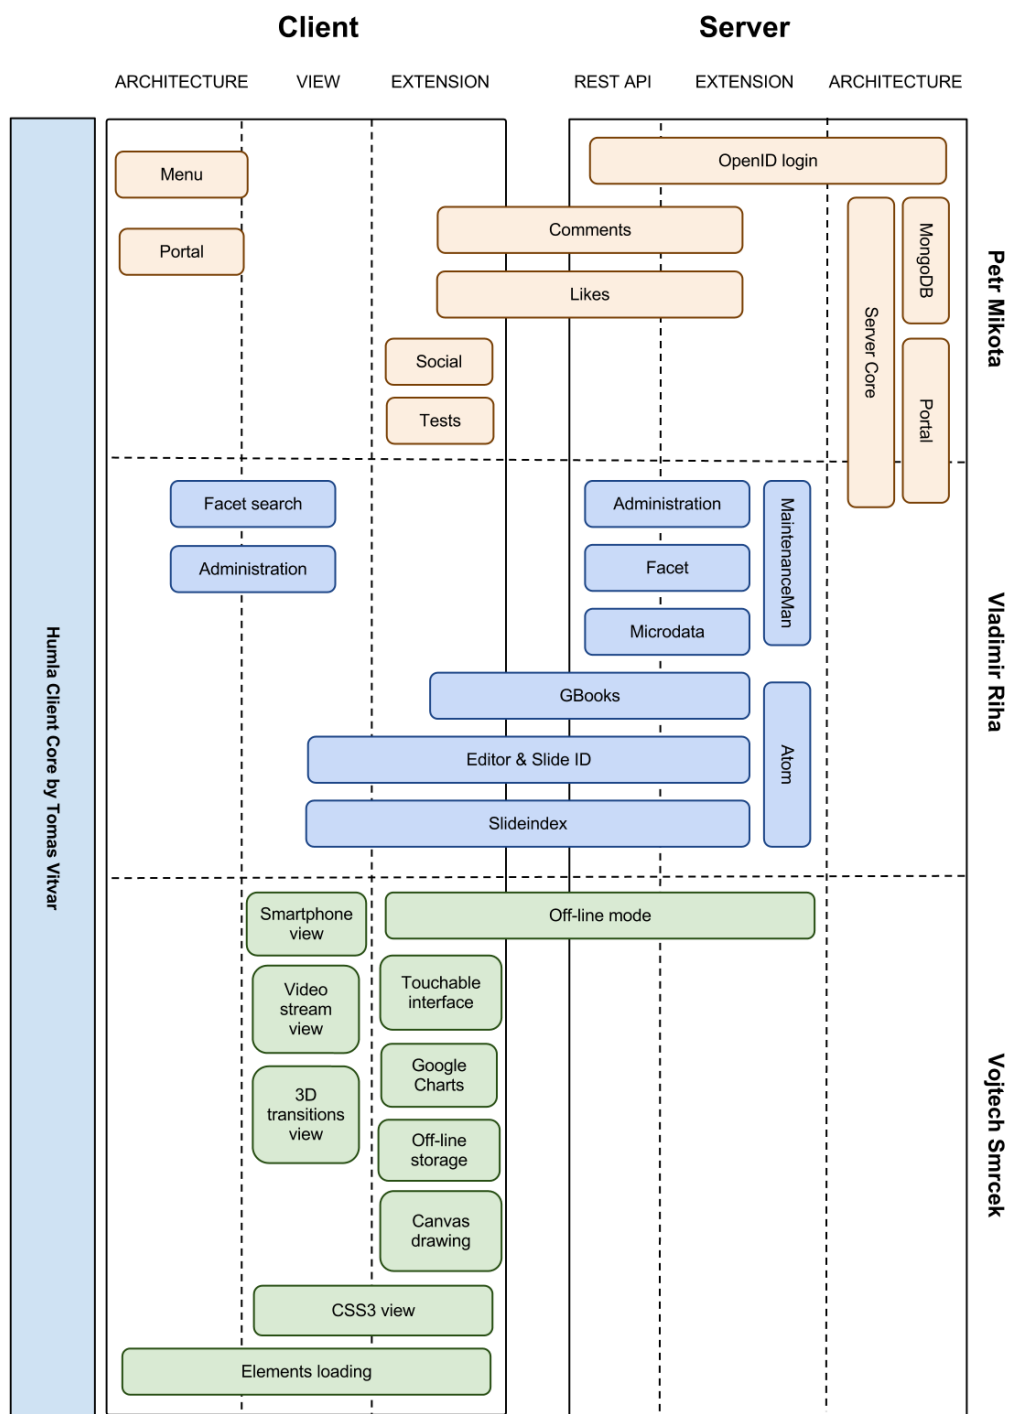 Client
Server
ARCHITECTURE
VIEW
EXTENSION
REST API
EXTENSION
ARCHITECTURE
Humla Client Core by Tomas Vitvar
Menu
Portal
Comments
Likes
Social
Tests
OpenID login
Server Core
MongoDB
Portal
Petr Mikota
Facet search
Administration
Administration
Facet
Microdata
MaintenanceMan
GBooks
Editor & Slide ID
Slideindex
Atom
Vladimir Riha
Smartphone
view
Off-line mode
Video
stream
view
Touchable
interface
3D
transitions
view
Google
Charts
Off-line
storage
Canvas
drawing
CSS3 view
Elements loading
Vojtech Smrcek